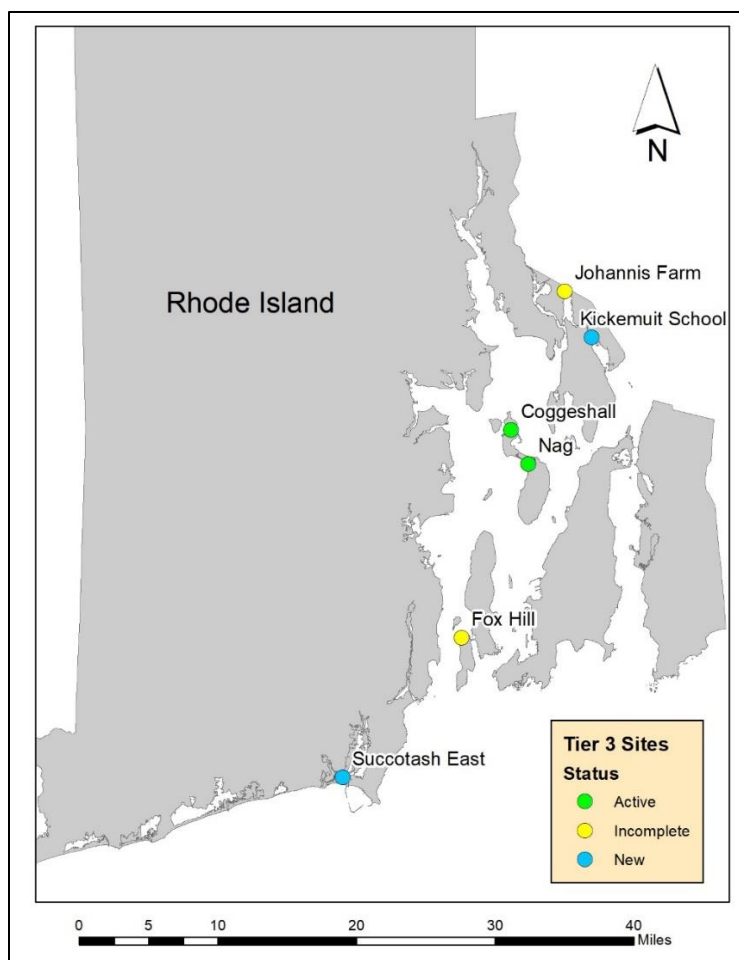 N
Johannis Farm
Rhode Island
Kickemuit School
Coggeshall
Nag
Fox Hill
Succotash East
Tier 3 Sites
Status
Active
Incomplete
New
0 5 10 20 30 40
Miles